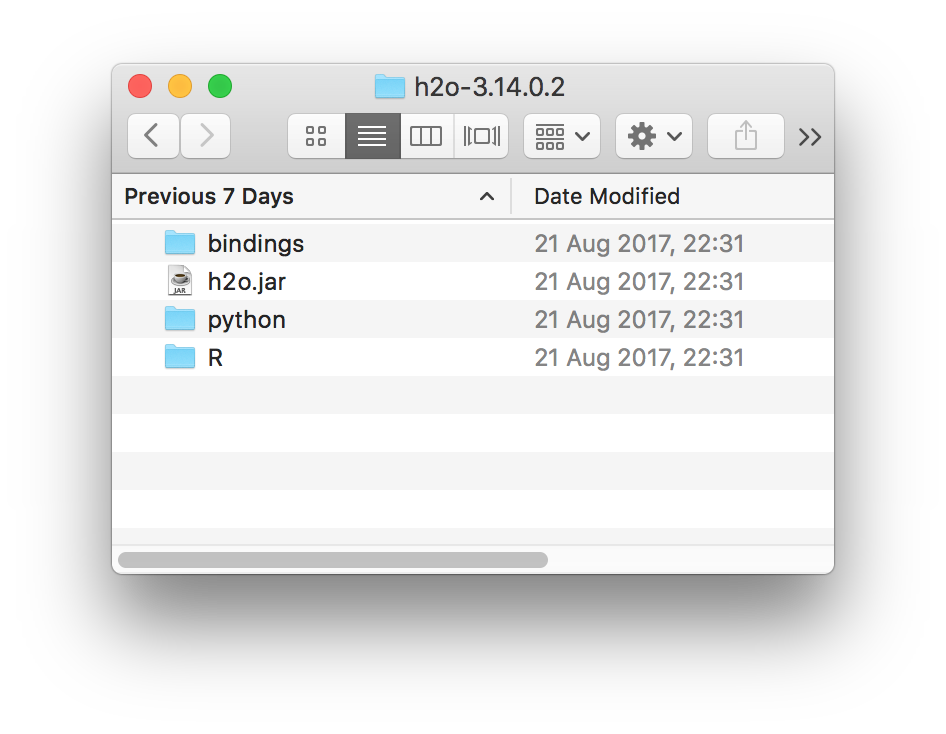 h2o-3.14.0.2
Previous 7 Days Date Modified
bindings 21 Aug 2017, 22:31
JAR
h2o.jar 21 Aug 2017, 22:31
python 21 Aug 2017, 22:31
R 21 Aug 2017, 22:31